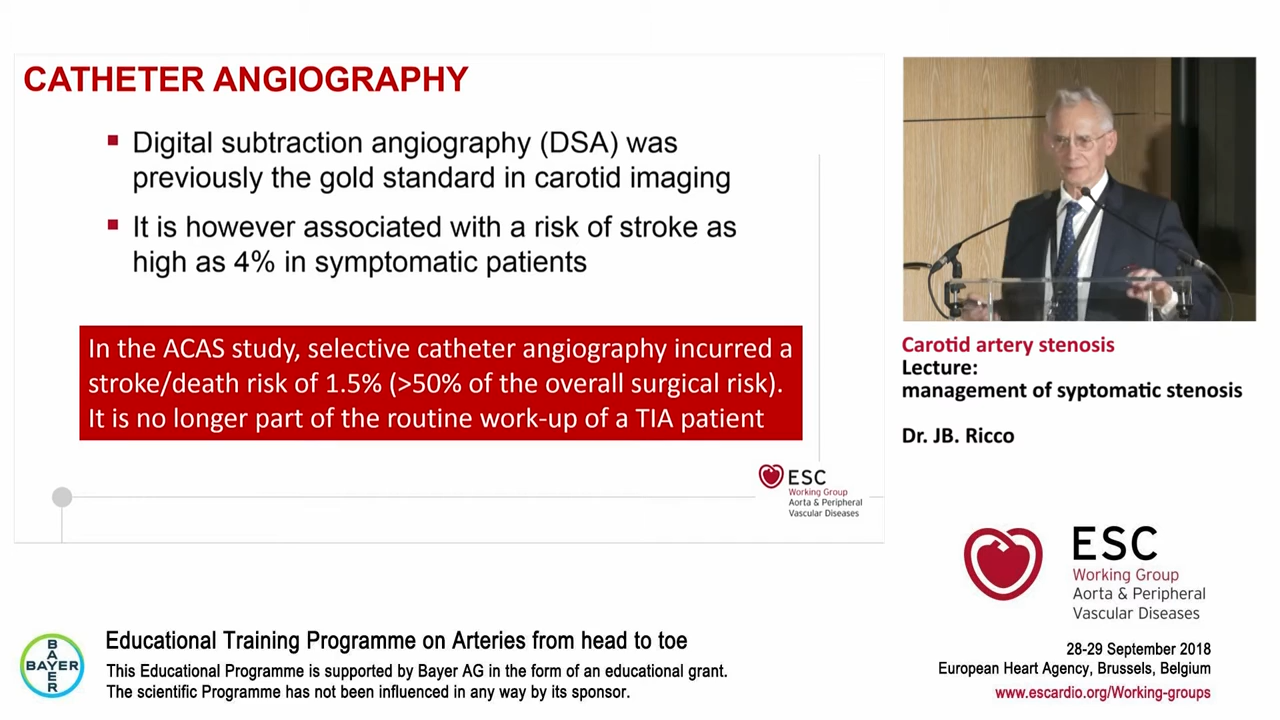 CATHETER ANGIOGRAPHY
Digital subtraction angiography (DSA) was
previously the gold standard in carotid imaging
It is however associated with a risk of stroke as
high as 4% in symptomatic patients
In the ACAS study, selective catheter angiography incurred a
stroke/death risk of 1.5% (>50% of the overall surgical risk).
It is no longer part of the routine work-up of a TIA patient
ESC
Working Group
Aorta & Peripheral
Vascular Diseases
Carotid artery stenosis
Lecture:
management of syptomatic stenosis
Dr. JB. Ricco
ESC
Working Group
Aorta & Peripheral
Vascular Diseases
BAYER
BAYER
Educational Training Programme on Arteries from head to toe
This Educational Programme is supported by Bayer AG in the form of an educational grant.
The scientific Programme has not been influenced in any way by its sponsor.
28-29 September 2018
European Heart Agency, Brussels, Belgium
www.escardio.org/Working-groups